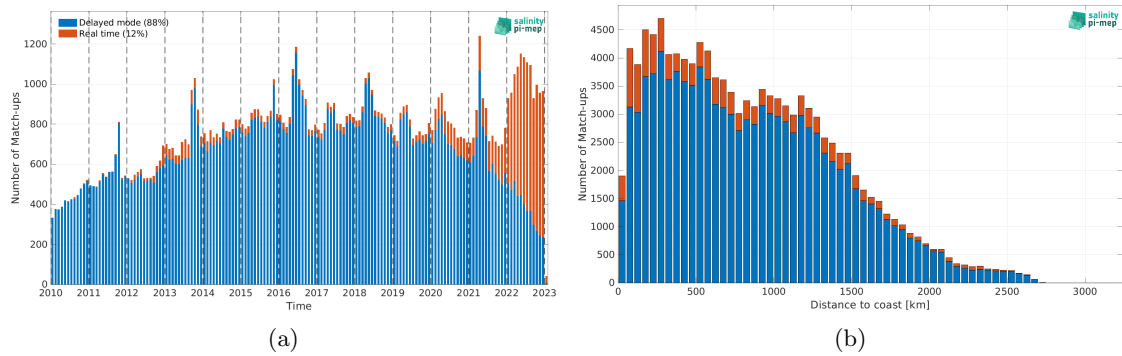 Delayed mode (88%)
Real time (12%)
salinity
pi-mep
Number of Match-ups
1200
1000
800
600
400
200
0
2010 2011 2012 2013 2014 2015 2016 2017 2018 2019 2020 2021 2022 2023
Time
(a)
salinity
pi-mep
Number of Match-ups
4500
4000
3500
3000
2500
2000
1500
1000
500
0
0 500 1000 1500 2000 2500 3000
Distance to coast [km]
(b)